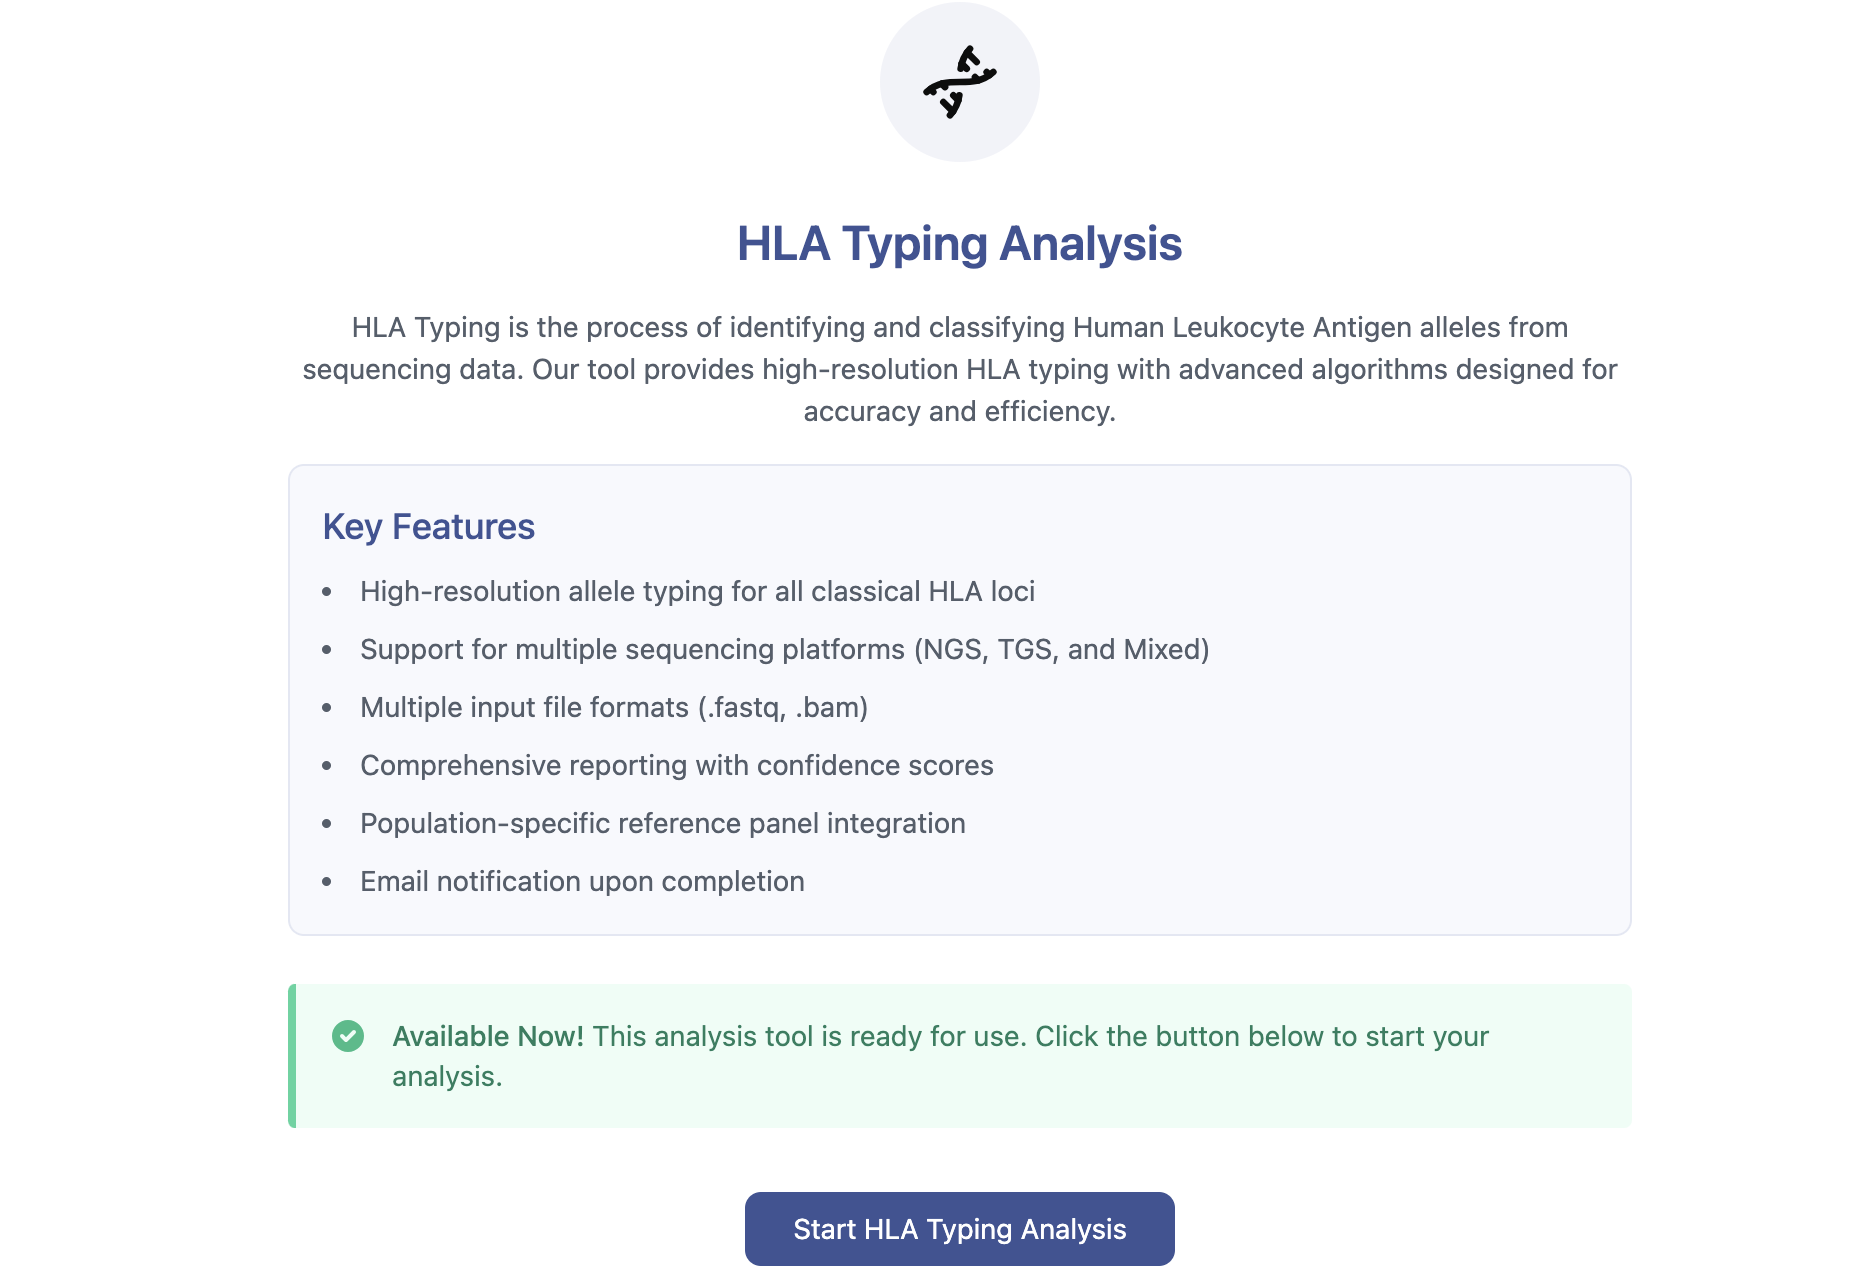 HLA Typing Analysis
HLA Typing is the process of identifying and classifying Human Leukocyte Antigen alleles from
sequencing data. Our tool provides high-resolution HLA typing with advanced algorithms designed for
accuracy and efficiency.
Key Features
• High-resolution allele typing for all classical HLA loci
• Support for multiple sequencing platforms (NGS, TGS, and Mixed)
• Multiple input file formats (.fastq, .bam)
• Comprehensive reporting with confidence scores
• Population-specific reference panel integration
• Email notification upon completion
Available Now! This analysis tool is ready for use. Click the button below to start your
analysis.
Start HLA Typing Analysis